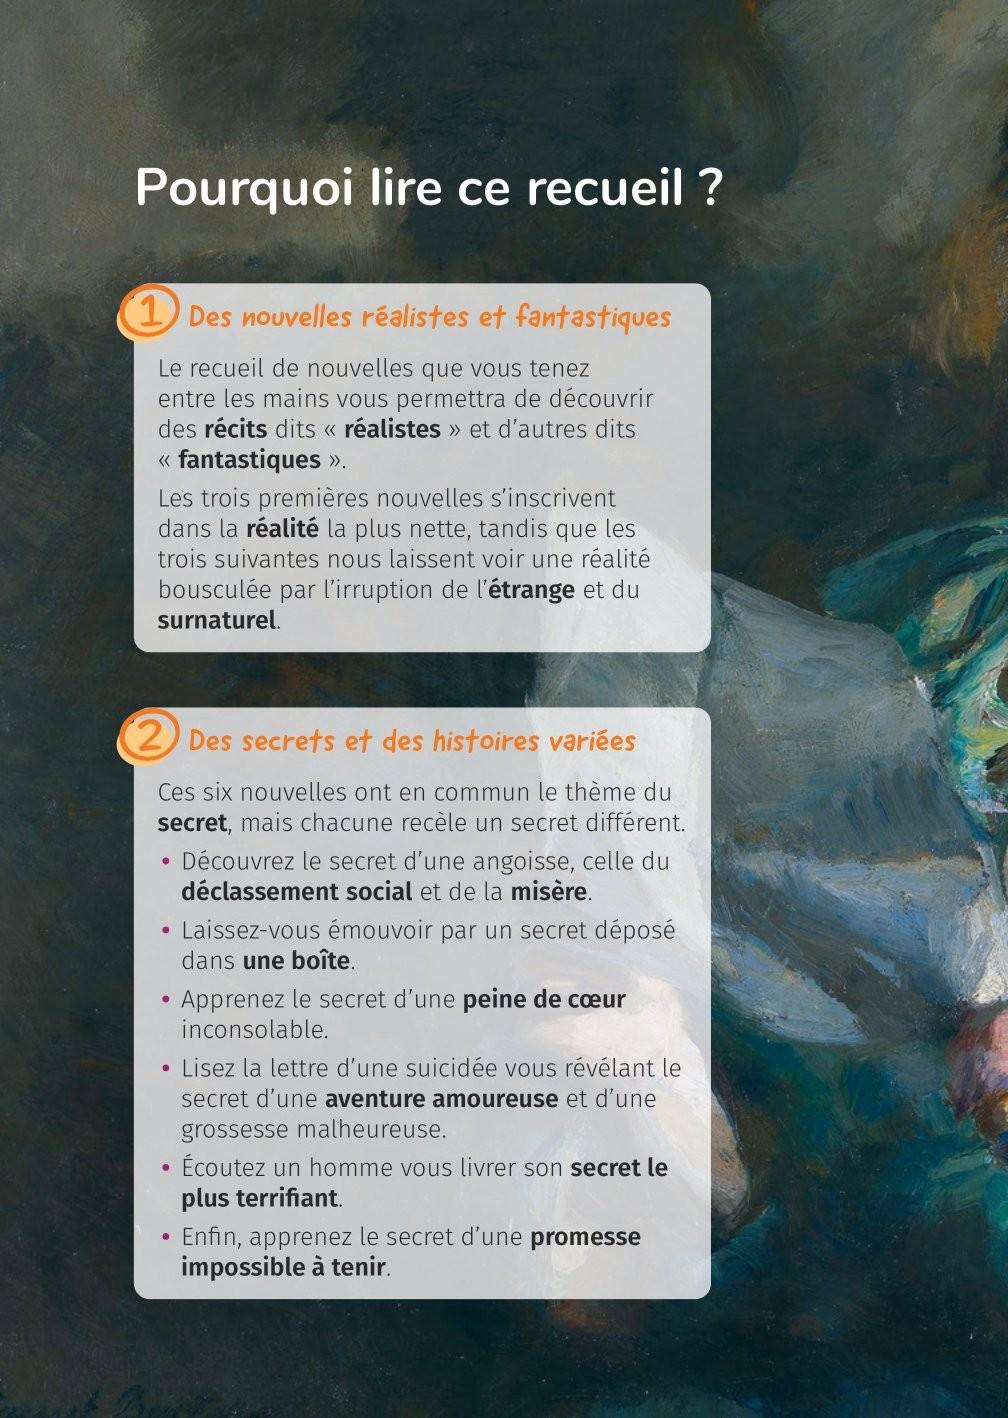 Pourquoi lire ce recueil ?
1 Des nouvelles réalistes et fantastiques
Le recueil de nouvelles que vous tenez
entre les mains vous permettra de découvrir
des récits dits « réalistes » et d’autres dits
« fantastiques ».
Les trois premières nouvelles s’inscrivent
dans la réalité la plus nette, tandis que les
trois suivantes nous laissent voir une réalité
bousculée par l’irruption de l’étrange et du
surnaturel.
2 Des secrets et des histoires variées
Ces six nouvelles ont en commun le thème du
secret, mais chacune recèle un secret différent.
• Découvrez le secret d’une angoisse, celle du
déclassement social et de la misère.
• Laissez-vous émouvoir par un secret déposé
dans une boîte.
• Apprenez le secret d’une peine de cœur
inconsolable.
• Lisez la lettre d’une suicidée vous révélant le
secret d’une aventure amoureuse et d’une
grossesse malheureuse.
• Écoutez un homme vous livrer son secret le
plus terrifiant.
• Enfin, apprenez le secret d’une promesse
impossible à tenir.